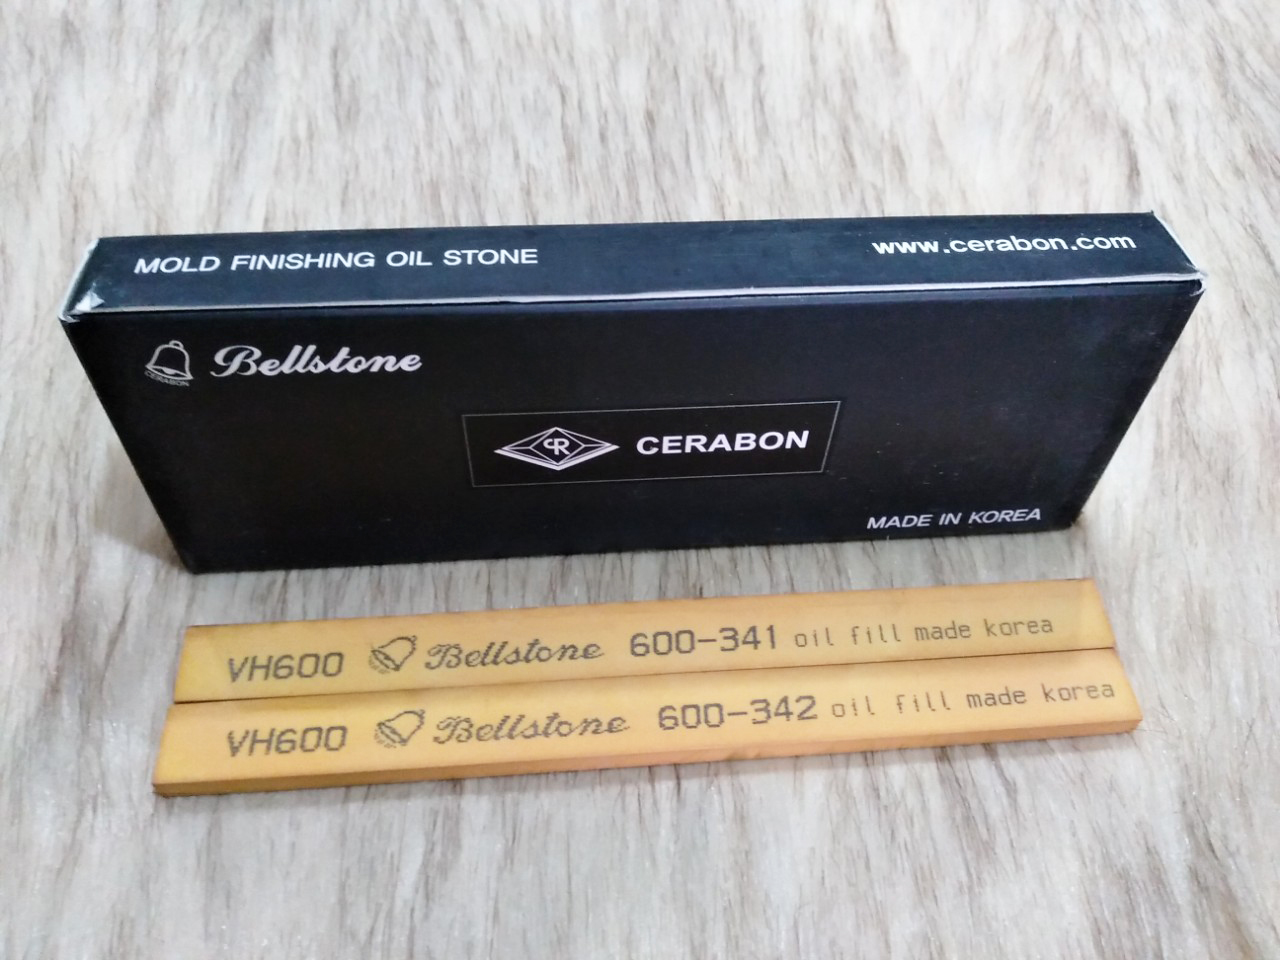 MOLD FINISHING OIL STONE
www.cerabon.com
CERABON
Bellstone
CR
CERABON
MADE IN KOREA
VH600 Bellstone 600-341 oil fill made korea
VH600 Bellstone 600-342 oil fill made korea